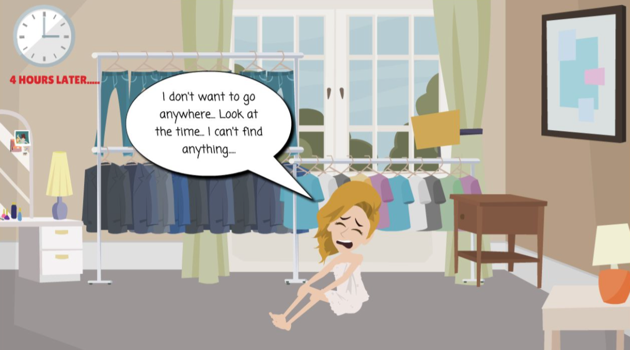 4 HOURS LATER.....
I don't want to go
anywhere.. Look at
the time.. I can't find
anything....